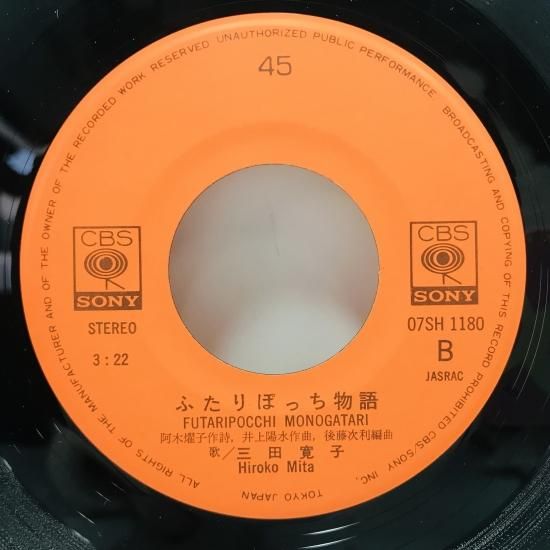 ALL RIGHTS OF THE MANUFACTURER AND OF THE OWNER OF THE RECORDED WORK RESERVED UNAUTHORIZED PUBLIC PERFORMANCE BROADCASTING AND COPYING OF THIS RECORD PROHIBITED CBS/SONY INC.
TOKYO JAPAN
45
CBS
SONY
STEREO
3:22
CBS
SONY
07SH 1180
B
JASRAC
ふたりぼっち物語
FUTARIPOCCHI MONOGATARI
阿木燿子作詩, 井上陽水作曲, 後藤次利編曲
歌/三田寛子
Hiroko Mita